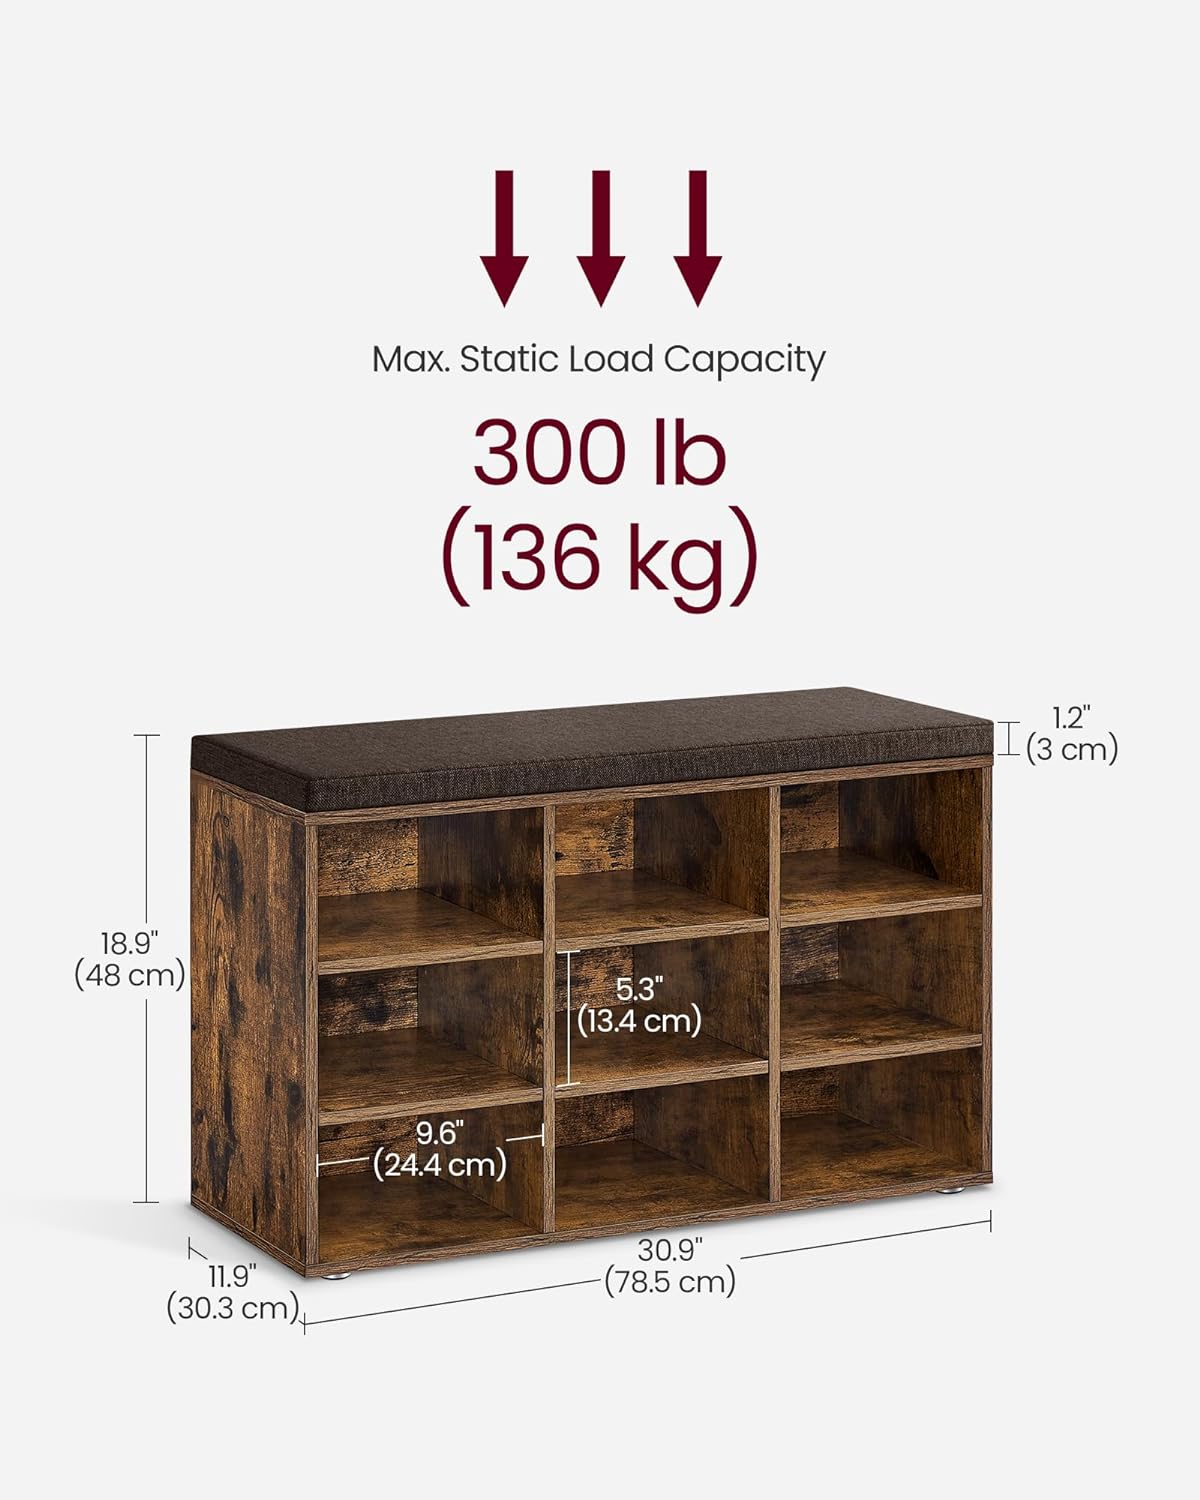 Max. Static Load Capacity
300 lb
(136 kg)
1.2"
(3 cm)
18.9"
(48 cm)
5.3"
(13.4 cm)
9.6"
(24.4 cm)
30.9"
(78.5 cm)
11.9"
(30.3 cm)